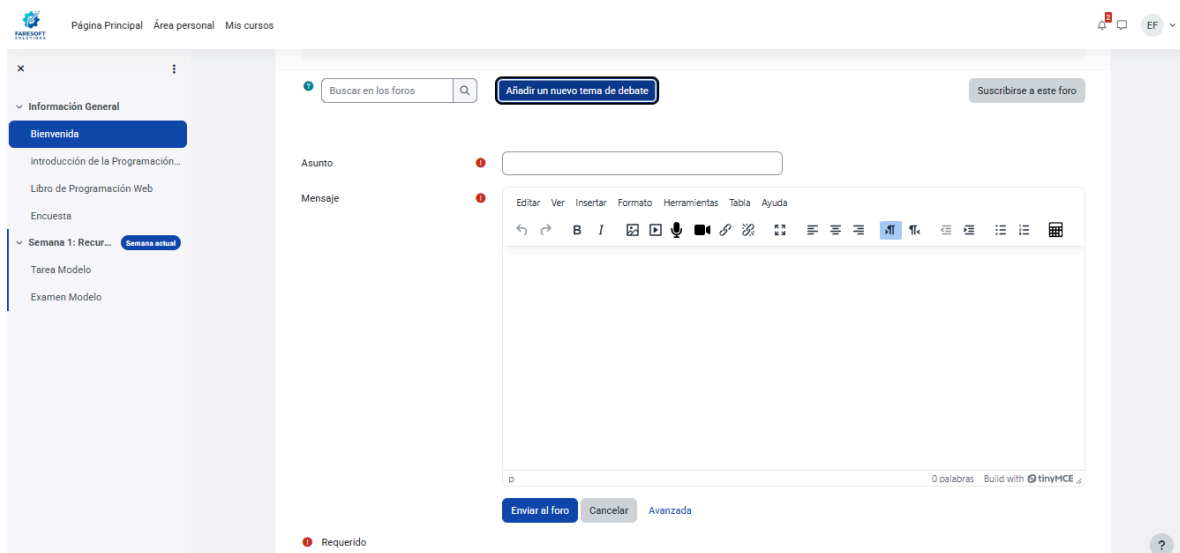 FARESOFT
SOLUTIONS
Página Principal Área personal Mis cursos
2
EF
Información General
Bienvenida
introducción de la Programación...
Libro de Programación Web
Encuesta
Semana 1: Recur... Semana actual
Tarea Modelo
Examen Modelo
Buscar en los foros
Añadir un nuevo tema de debate
Suscribirse a este foro
Asunto
Mensaje
Editar Ver Insertar Formato Herramientas Tabla Ayuda
B I
p
0 palabras Build with tinyMCE
Enviar al foro Cancelar Avanzada
Requerido
?